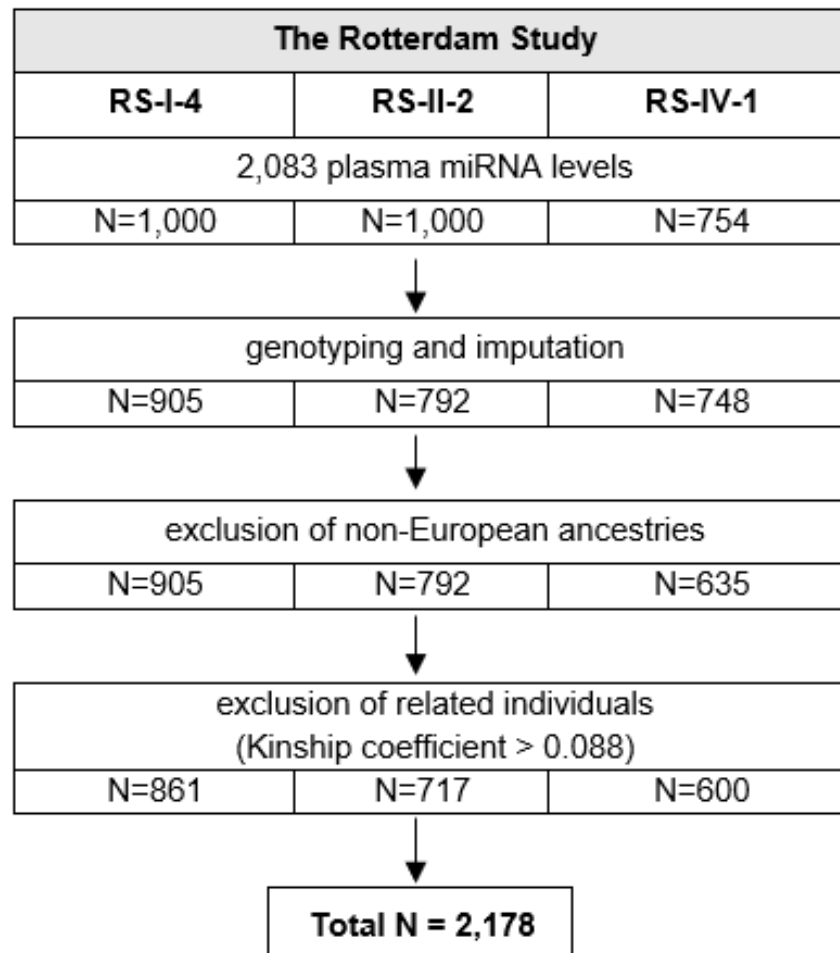 The Rotterdam Study
RS-I-4 RS-II-2 RS-IV-1
2,083 plasma miRNA levels
N=1,000 N=1,000 N=754
genotyping and imputation
N=905 N=792 N=748
exclusion of non-European ancestries
N=905 N=792 N=635
exclusion of related individuals
(Kinship coefficient > 0.088)
N=861 N=717 N=600
Total N = 2,178